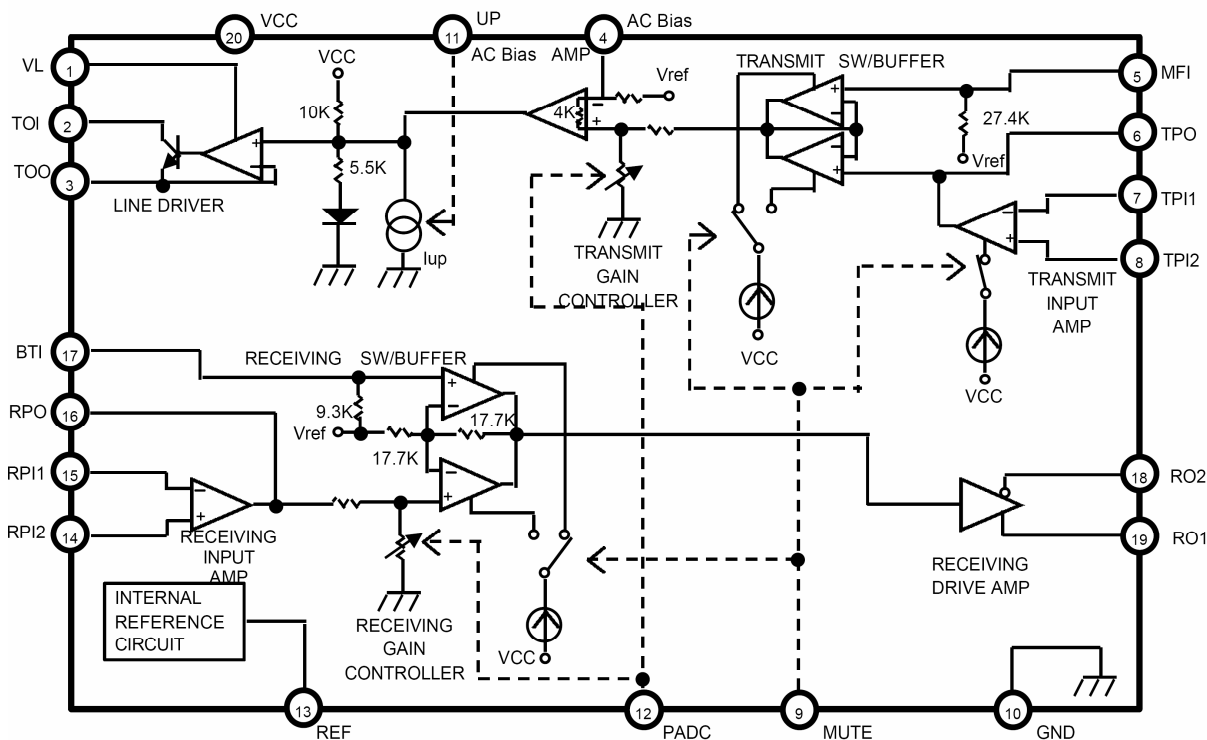 20
VCC
11
UP
4
AC Bias
AC Bias AMP
VL
1
VCC
Vref
TRANSMIT SW/BUFFER
5
MFI
TOI
2
10K
4K
27.4K
6
TPO
Vref
TOO
3
5.5K
LINE DRIVER
7
TPI1
Iup
TRANSMIT
GAIN
CONTROLLER
8
TPI2
TRANSMIT
INPUT
AMP
VCC
VCC
BTI
17
RECEIVING SW/BUFFER
RPO
16
9.3K
17.7K
Vref
17.7K
RPI1
15
18
RO2
RPI2
14
RECEIVING
INPUT
AMP
19
RO1
RECEIVING
DRIVE AMP
INTERNAL
REFERENCE
CIRCUIT
RECEIVING
GAIN
CONTROLLER
VCC
13
REF
12
PADC
9
MUTE
10
GND